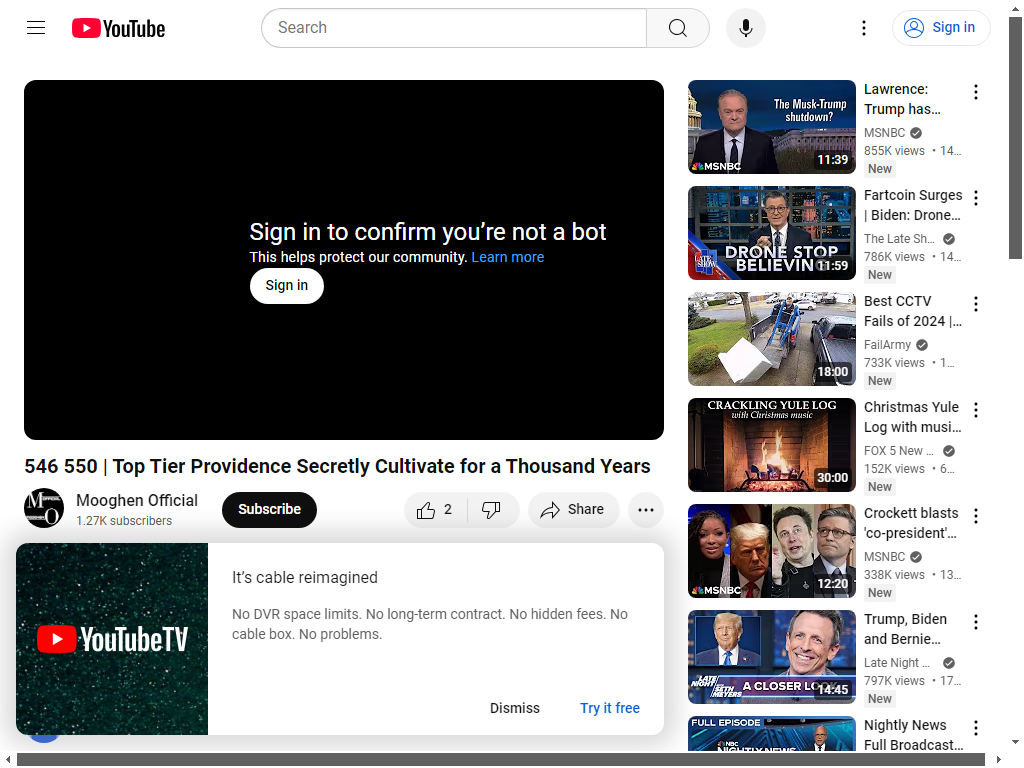 YouTube
Search
Sign in
Sign in to confirm you're not a bot
This helps protect our community. Learn more
Sign in
546 550 | Top Tier Providence Secretly Cultivate for a Thousand Years
Mooghen Official
1.27K subscribers
Subscribe
2
Share
YouTubeTV
It's cable reimagined
No DVR space limits. No long-term contract. No hidden fees. No
cable box. No problems.
Dismiss
Try it free
The Musk-Trump
shutdown?
MSNBC
11:39
Lawrence:
Trump has…
MSNBC
855K views • 14…
New
LATE
SHOW
DRONE STOP
BELIEVIN
11:59
Fartcoin Surges
| Biden: Drone…
The Late Sh…
786K views • 14…
New
18:00
Best CCTV
Fails of 2024 |…
FailArmy
733K views • 1…
New
CRACKLING YULE LOG
with Christmas music
30:00
Christmas Yule
Log with musi…
FOX 5 New …
152K views • 6…
New
MSNBC
12:20
Crockett blasts
'co-president'…
MSNBC
338K views • 13…
New
LATE
NIGHT
SETH
MEYERS
A CLOSER LO
14:45
Trump, Biden
and Bernie…
Late Night …
797K views • 17…
New
FULL EPISODE
NBC
NIGHTLY NEWS
Nightly News
Full Broadcast…